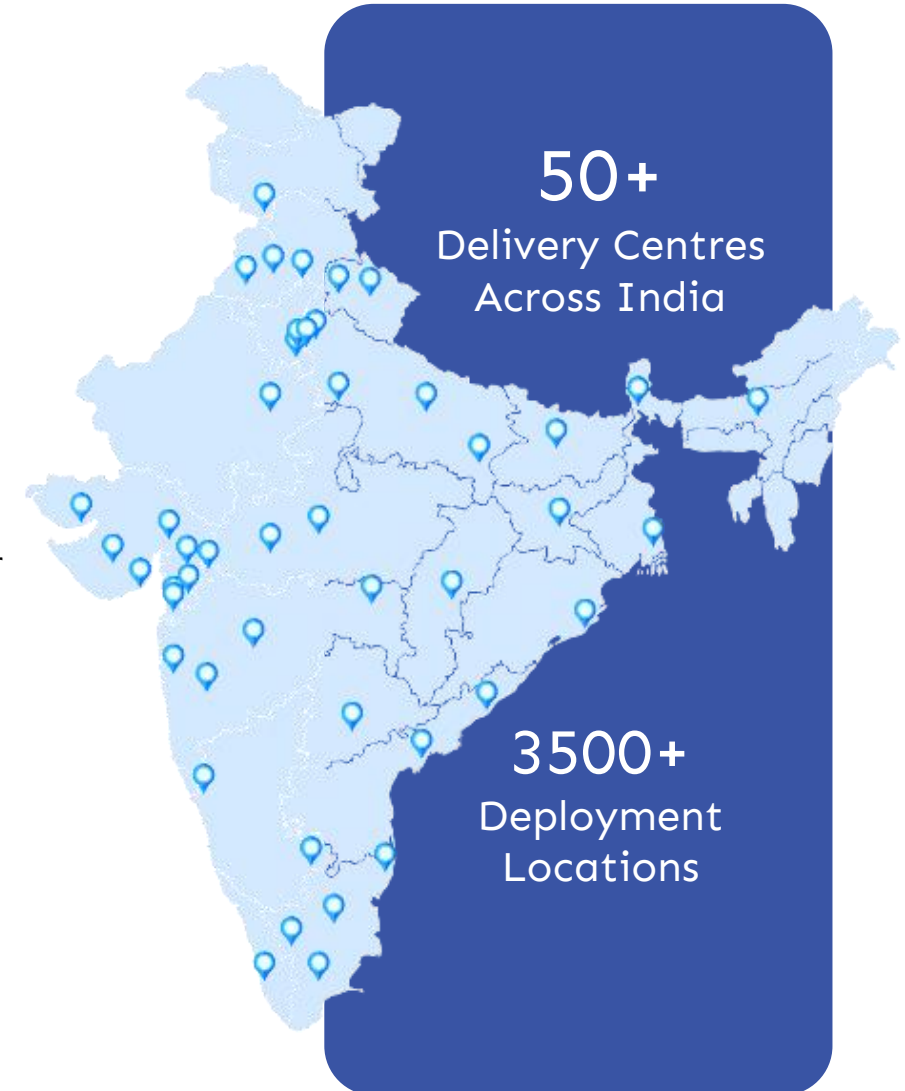 50+
Delivery Centres
Across India
3500+
Deployment
Locations